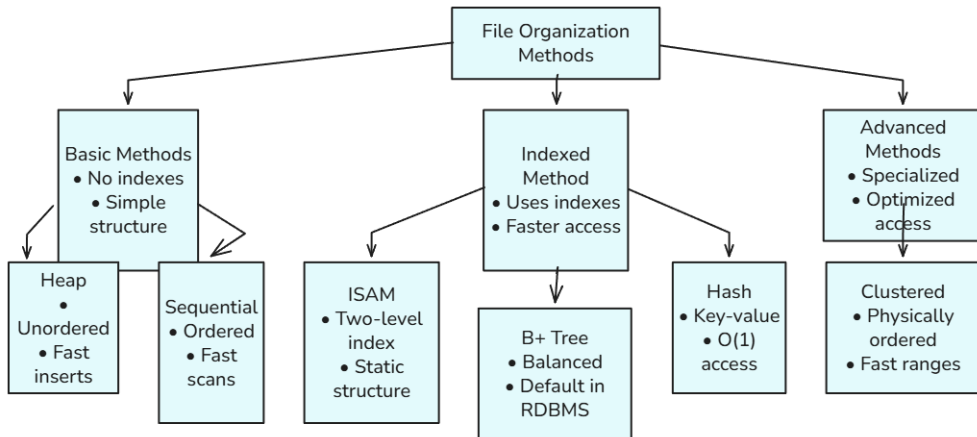 File Organization
Methods
Basic Methods
• No indexes
• Simple
structure
Indexed
Method
• Uses indexes
• Faster access
Advanced
Methods
• Specialized
• Optimized
access
Heap
•
Unordered
• Fast
inserts
Sequential
• Ordered
• Fast
scans
ISAM
• Two-level
index
• Static
structure
B+ Tree
• Balanced
• Default in
RDBMS
Hash
• Key-value
• O(1)
access
Clustered
• Physically
ordered
• Fast ranges